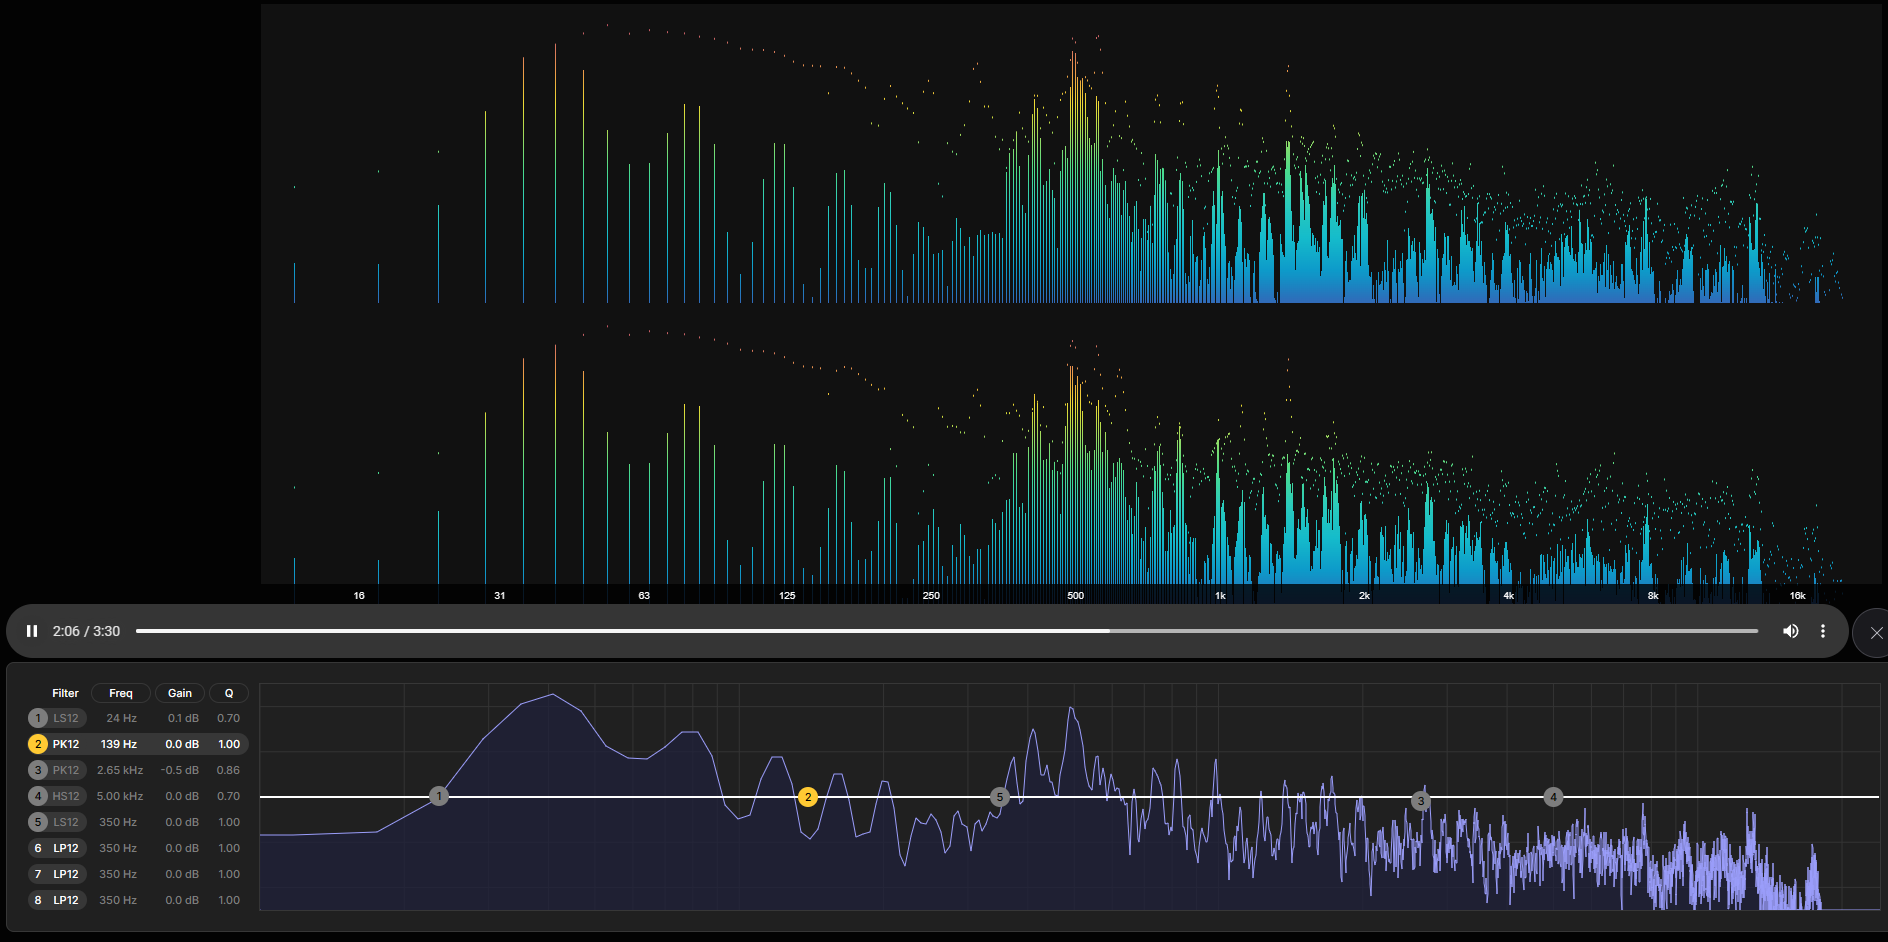 16 31 63 125 250 500 1k 2k 4k 8k 16k
2:06 / 3:30
Filter Freq Gain Q
1 LS12 24 Hz 0.1 dB 0.70
2 PK12 139 Hz 0.0 dB 1.00
3 PK12 2.65 kHz -0.5 dB 0.86
4 HS12 5.00 kHz 0.0 dB 0.70
5 LS12 350 Hz 0.0 dB 1.00
6 LP12 350 Hz 0.0 dB 1.00
7 LP12 350 Hz 0.0 dB 1.00
8 LP12 350 Hz 0.0 dB 1.00
1 2 5 3 4